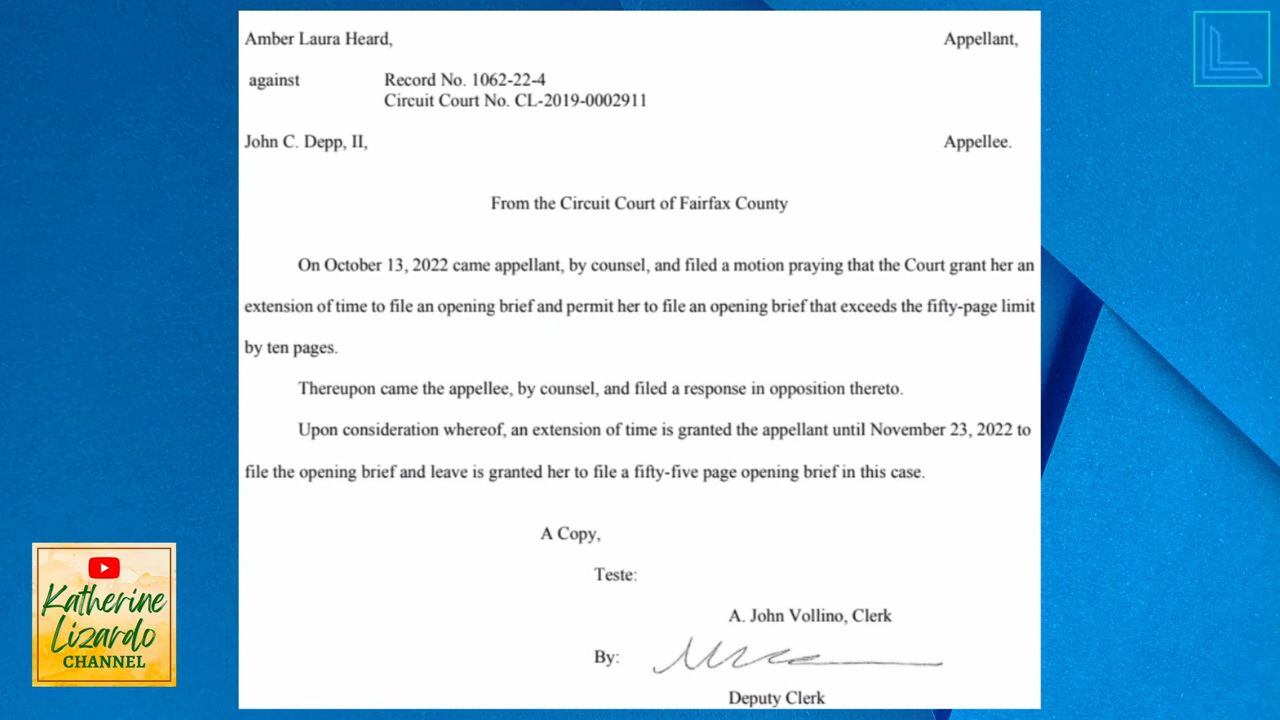 Amber Laura Heard, Appellant,
against Record No. 1062-22-4
Circuit Court No. CL-2019-0002911
John C. Depp, II, Appellee.
From the Circuit Court of Fairfax County
On October 13, 2022 came appellant, by counsel, and filed a motion praying that the Court grant her an
extension of time to file an opening brief and permit her to file an opening brief that exceeds the fifty-page limit
by ten pages.
Thereupon came the appellee, by counsel, and filed a response in opposition thereto.
Upon consideration whereof, an extension of time is granted the appellant until November 23, 2022 to
file the opening brief and leave is granted her to file a fifty-five page opening brief in this case.
A Copy,
Teste:
A. John Vollino, Clerk
By:
Deputy Clerk
Katherine
Lizardo
CHANNEL